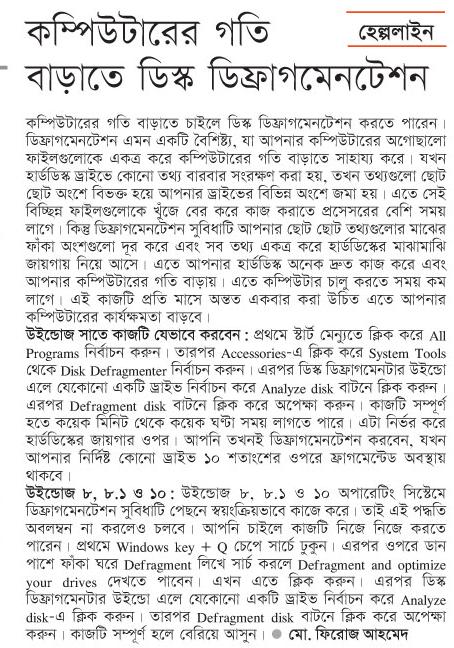 কম্পিউটারের গতি
হেল্পলাইন
বাড়াতে ডিস্ক ডিফ্রাগমেনটেশন
কম্পিউটারের গতি বাড়াতে চাইলে ডিস্ক ডিফ্রাগমেনটেশন করতে পারেন।
ডিফ্রাগমেনটেশন এমন একটি বৈশিষ্ট্য, যা আপনার কম্পিউটারের অগোছালো
ফাইলগুলোকে একত্র করে কম্পিউটারের গতি বাড়াতে সাহায্য করে। যখন
হার্ডডিস্ক ড্রাইভে কোনো তথ্য বারবার সংরক্ষণ করা হয়, তখন তথ্যগুলো ছোট
ছোট অংশে বিভক্ত হয়ে আপনার ড্রাইভের বিভিন্ন অংশে জমা হয়। এতে সেই
বিচ্ছিন্ন ফাইলগুলোকে খুঁজে বের করে কাজ করাতে প্রসেসরের বেশি সময়
লাগে। কিন্তু ডিফ্রাগমেনটেশন সুবিধাটি আপনার ছোট ছোট তথ্যগুলোর মাঝের
ফাঁকা অংশগুলো দূর করে এবং সব তথ্য একত্র করে হার্ডডিস্কের মাঝামাঝি
জায়গায় নিয়ে আসে। এতে আপনার হার্ডডিস্ক অনেক দ্রুত কাজ করে এবং
আপনার কম্পিউটারের গতি বাড়ায়। এতে কম্পিউটার চালু করতে সময় কম
লাগে। এই কাজটি প্রতি মাসে অন্তত একবার করা উচিত এতে আপনার
কম্পিউটারের কার্যক্ষমতা বাড়বে।
উইন্ডোজ সাতে কাজটি যেভাবে করবেন : প্রথমে স্টার্ট মেন্যুতে ক্লিক করে All
Programs নির্বাচন করুন। তারপর Accessories-এ ক্লিক করে System Tools
থেকে Disk Defragmenter নির্বাচন করুন। এরপর ডিস্ক ডিফ্রাগমেনটার উইন্ডো
এলে যেকোনো একটি ড্রাইভ নির্বাচন করে Analyze disk বাটনে ক্লিক করুন।
এরপর Defragment disk বাটনে ক্লিক করে অপেক্ষা করুন। কাজটি সম্পূর্ণ
হতে কয়েক মিনিট থেকে কয়েক ঘণ্টা সময় লাগতে পারে। এটা নির্ভর করে
হার্ডডিস্কের জায়গার ওপর। আপনি তখনই ডিফ্রাগমেনটেশন করবেন, যখন
আপনার নির্দিষ্ট কোনো ড্রাইভ ১০ শতাংশের ওপরে ফ্রাগমেন্টেড অবস্থায়
থাকবে।
উইন্ডোজ ৮, ৮.১ ও ১০ : উইন্ডোজ ৮, ৮.১ ও ১০ অপারেটিং সিস্টেমে
ডিফ্রাগমেনটেশন সুবিধাটি পেছনে স্বয়ংক্রিয়ভাবে কাজে করে। তাই এই পদ্ধতি
অবলম্বন না করলেও চলবে। আপনি চাইলে কাজটি নিজে নিজে করতে
পারেন। প্রথমে Windows key + Q চেপে সার্চে ঢুকুন। এরপর ওপরে ডান
পাশে ফাঁকা ঘরে Defragment লিখে সার্চ করলে Defragment and optimize
your drives দেখতে পাবেন। এখন এতে ক্লিক করুন। এরপর ডিস্ক
ডিফ্রাগমেনটার উইন্ডো এলে যেকোনো একটি ড্রাইভ নির্বাচন করে Analyze
disk-এ ক্লিক করুন। তারপর Defragment disk বাটনে ক্লিক করে অপেক্ষা
করুন। কাজটি সম্পূর্ণ হলে বেরিয়ে আসুন। ● মো. ফিরোজ আহমেদ